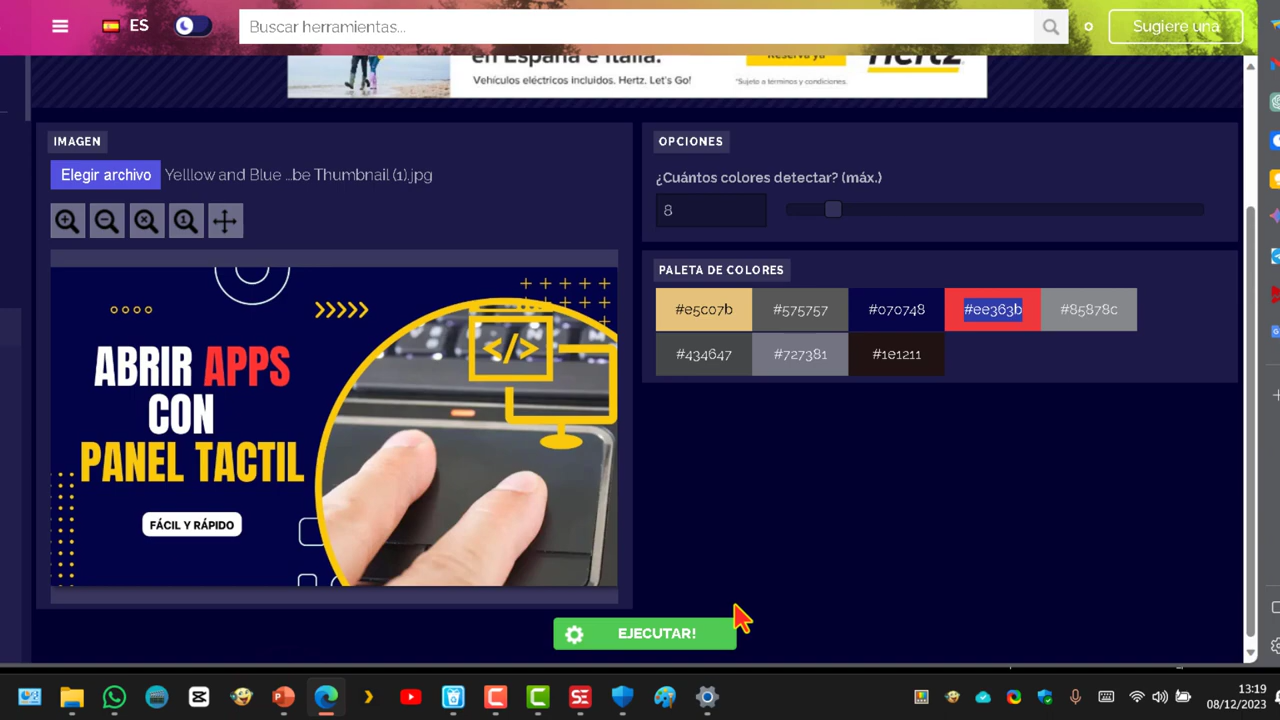 ES
Buscar herramientas...
0
Sugiere una
en España e Italia.
Reserva ya
Hertz
Vehículos eléctricos incluidos. Hertz. Let's Go!
*Sujeto a términos y condiciones.
IMAGEN
Elegir archivo
Yelllow and Blue ...be Thumbnail (1).jpg
ABRIR APPS
CON
PANEL TACTIL
FÁCIL Y RÁPIDO
</>
OPCIONES
¿Cuántos colores detectar? (máx.)
8
PALETA DE COLORES
#e5c07b
#575757
#070748
#ee363b
#85878c
#434647
#727381
#1e1211
EJECUTAR!
13:19
08/12/2023